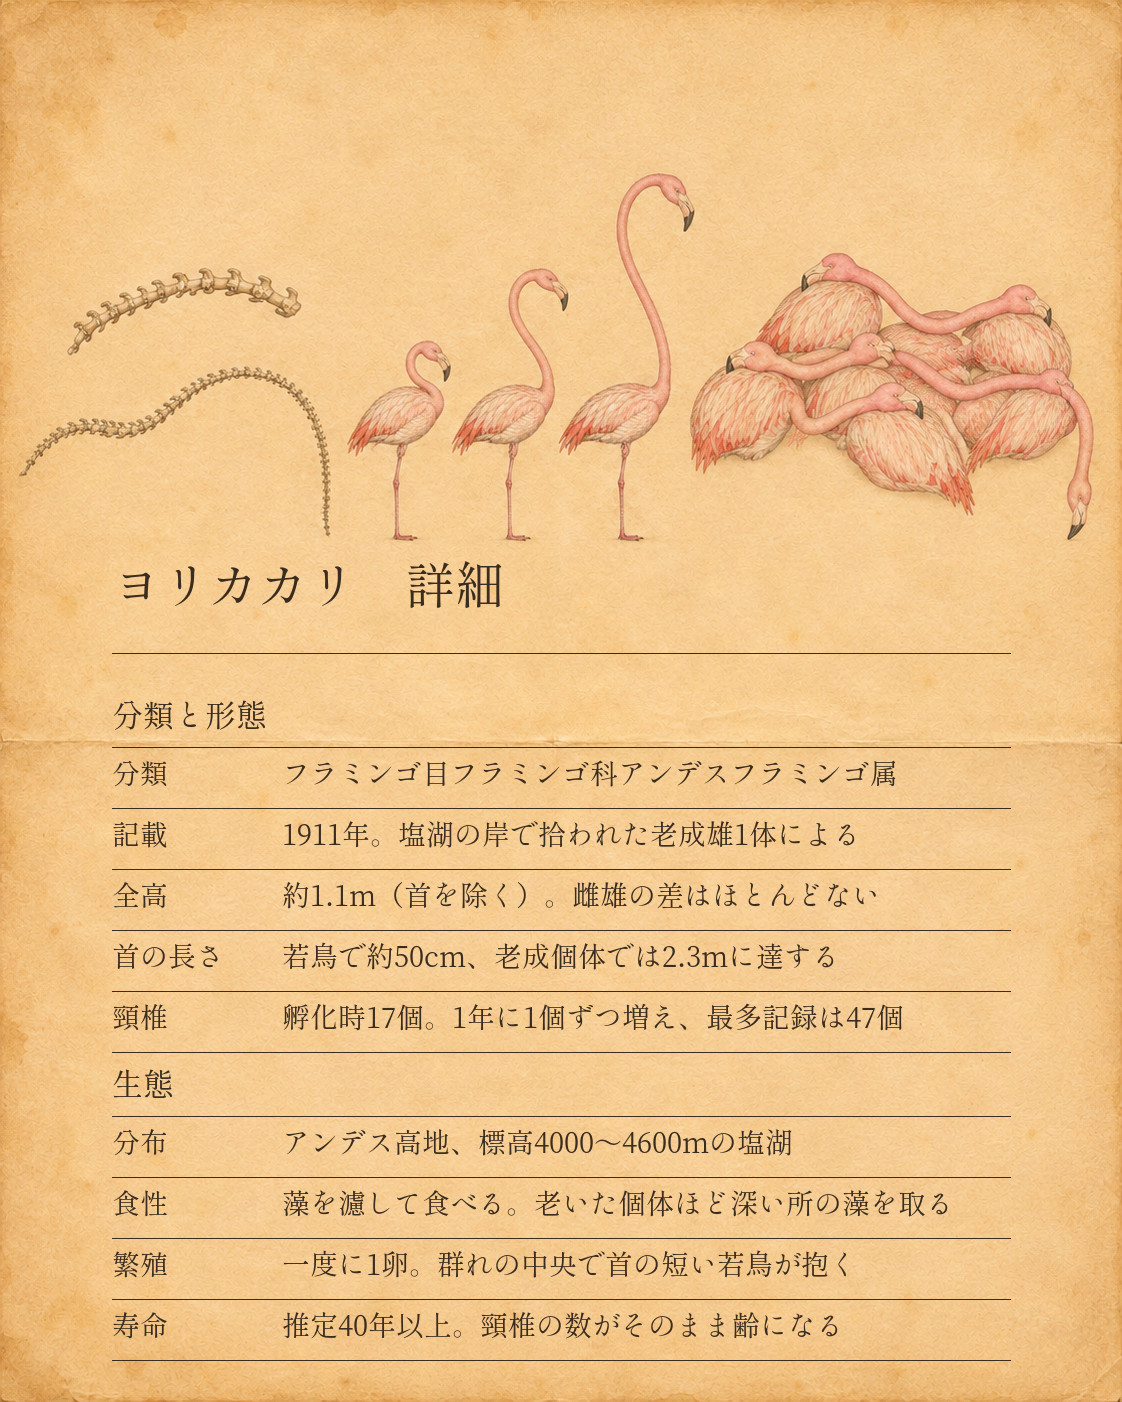 ヨリカカリ　詳細
分類と形態
分類　フラミンゴ目フラミンゴ科アンデスフラミンゴ属
記載　1911年。塩湖の岸で拾われた老成雄1体による
全高　約1.1m（首を除く）。雌雄の差はほとんどない
首の長さ　若鳥で約50cm、老成個体では2.3mに達する
頸椎　孵化時17個。1年に1個ずつ増え、最多記録は47個
生態
分布　アンデス高地、標高4000〜4600mの塩湖
食性　藻を濾して食べる。老いた個体ほど深い所の藻を取る
繁殖　一度に1卵。群れの中央で首の短い若鳥が抱く
寿命　推定40年以上。頸椎の数がそのまま齢になる